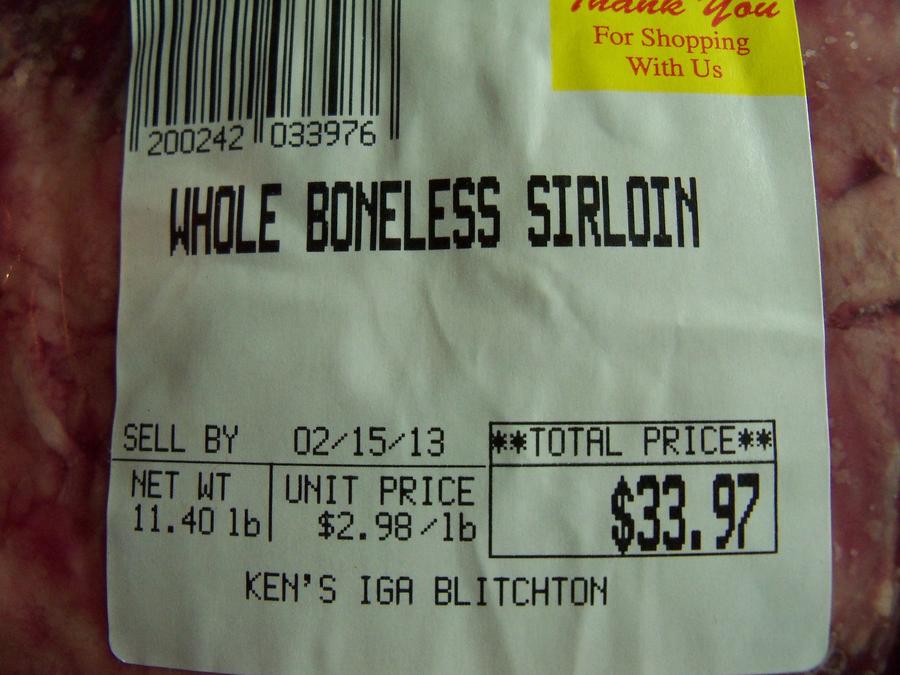 Thank You
For Shopping
With Us
200242 033976
WHOLE BONELESS SIRLOIN
SELL BY 02/15/13
**TOTAL PRICE**
NET WT
11.40 lb
UNIT PRICE
$2.98/lb
$33.97
KEN'S IGA BLITCHTON